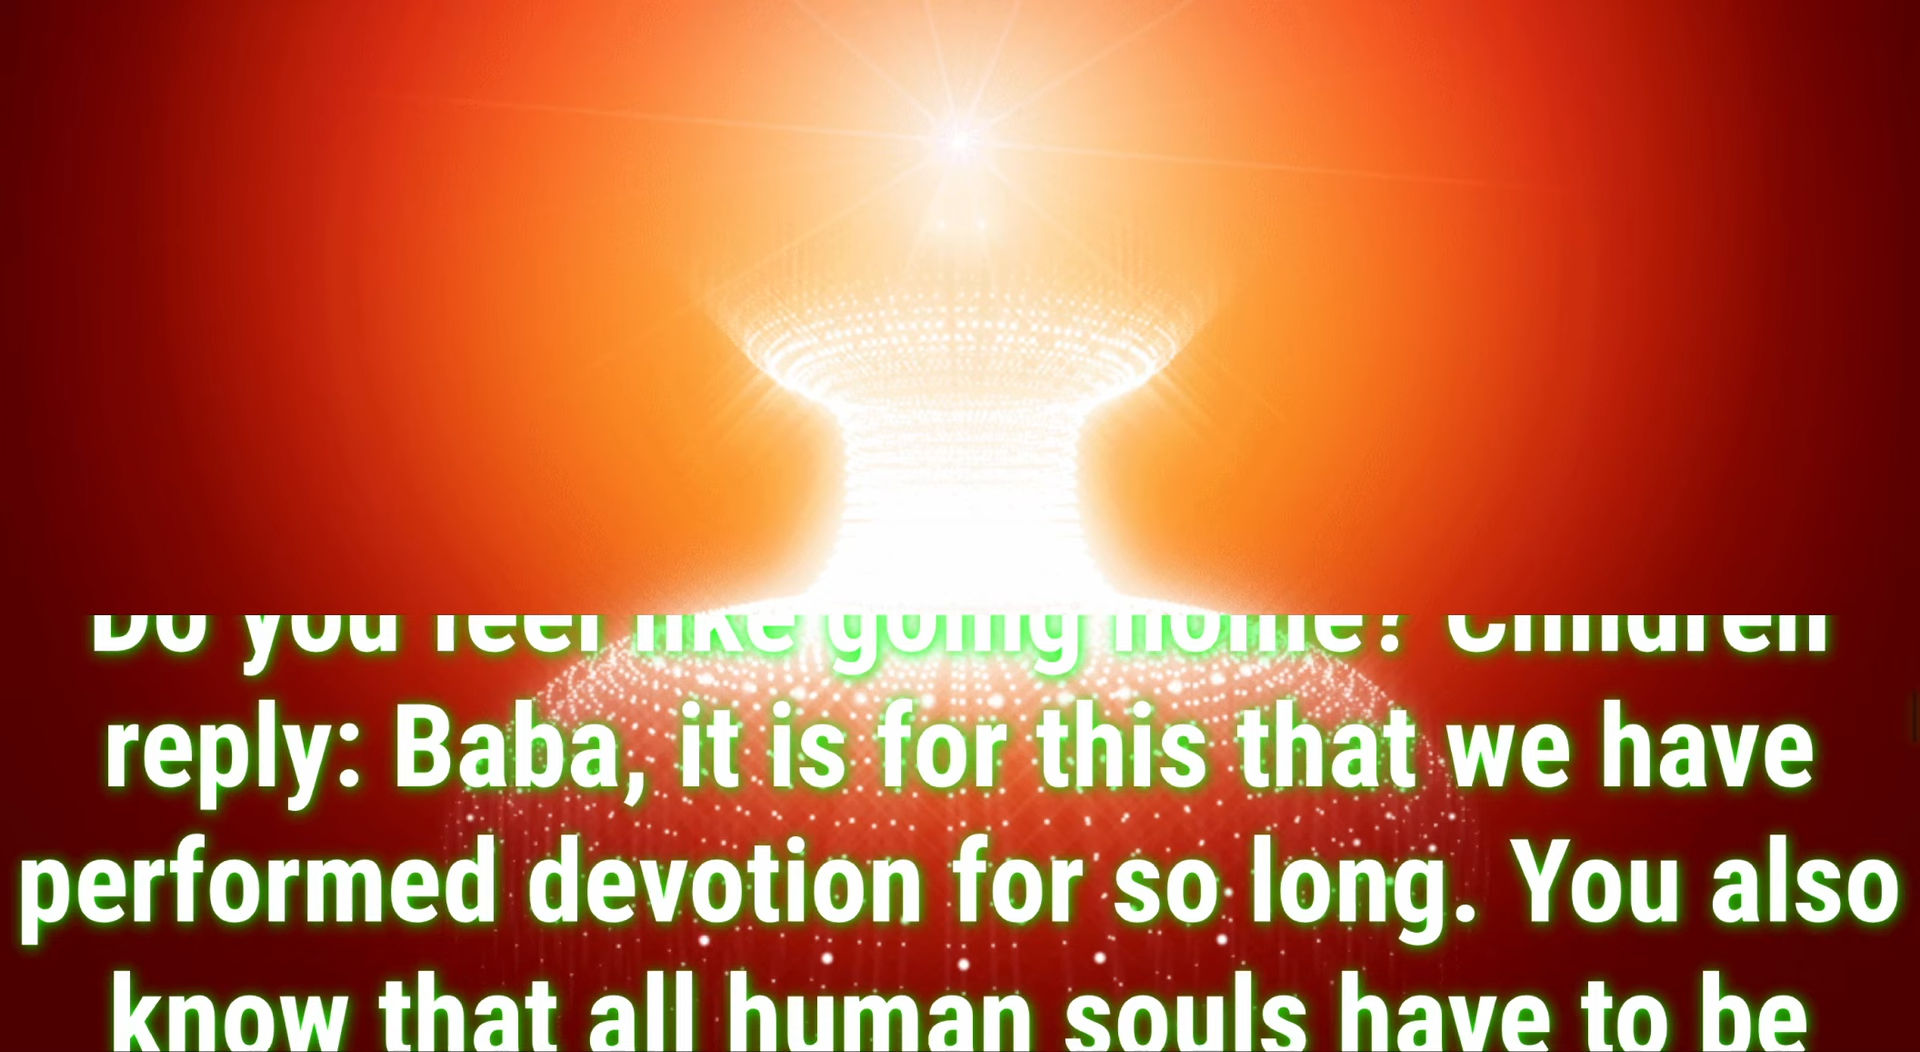 Do you feel like going home? Children
reply: Baba, it is for this that we have
performed devotion for so long. You also
know that all human souls have to be